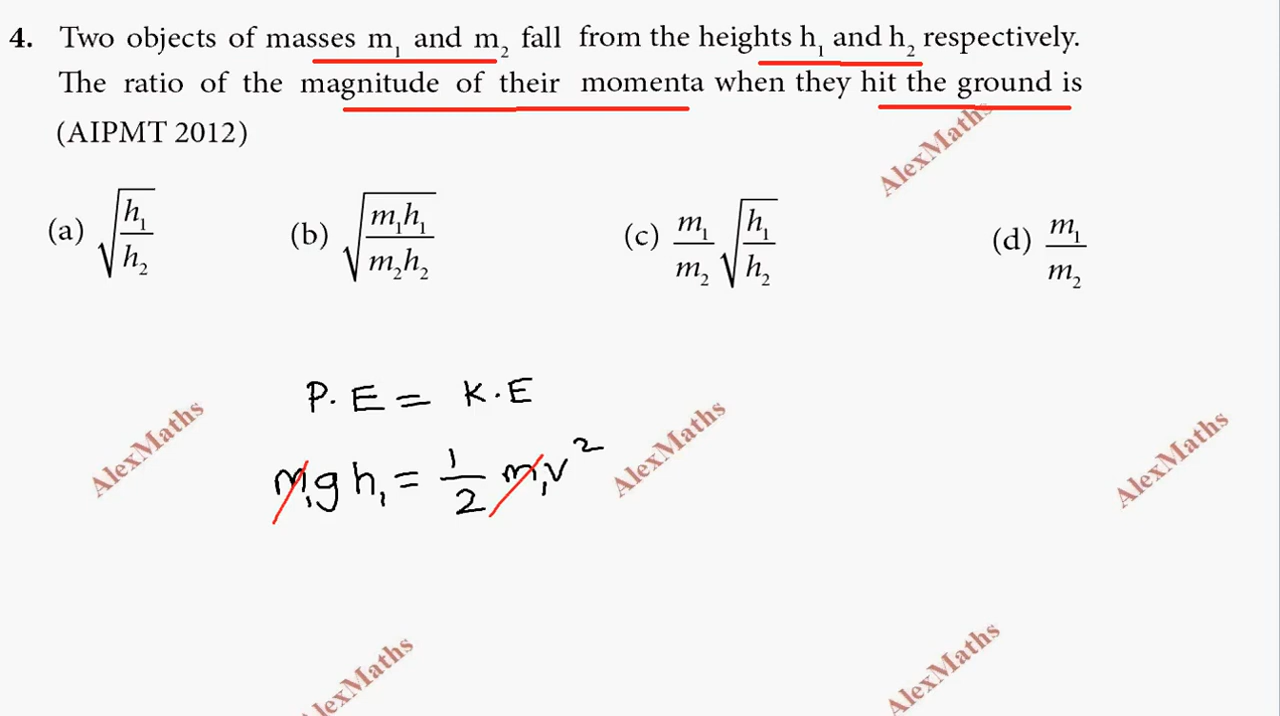 4. Two objects of masses m₁ and m₂ fall from the heights h₁ and h₂ respectively.
The ratio of the magnitude of their momenta when they hit the ground is
(AIPMT 2012)
AlexMaths
(a) √(h₁/h₂) (b) √(m₁h₁/m₂h₂) (c) m₁/m₂ √(h₁/h₂) (d) m₁/m₂
P.E = K.E
m₁gh₁ = 1/2 m₁v²
AlexMaths
AlexMaths
AlexMaths
AlexMaths
AlexMaths